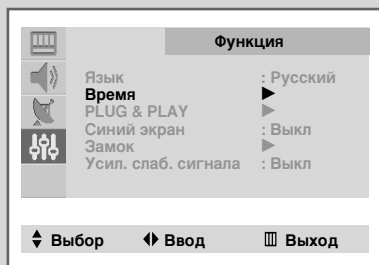 Функция
Язык : Русский
Время ▶
PLUG & PLAY ▶
Синий экран : Выкл
Замок ▶
Усил. слаб. сигнала : Выкл
Выбор Ввод Выход